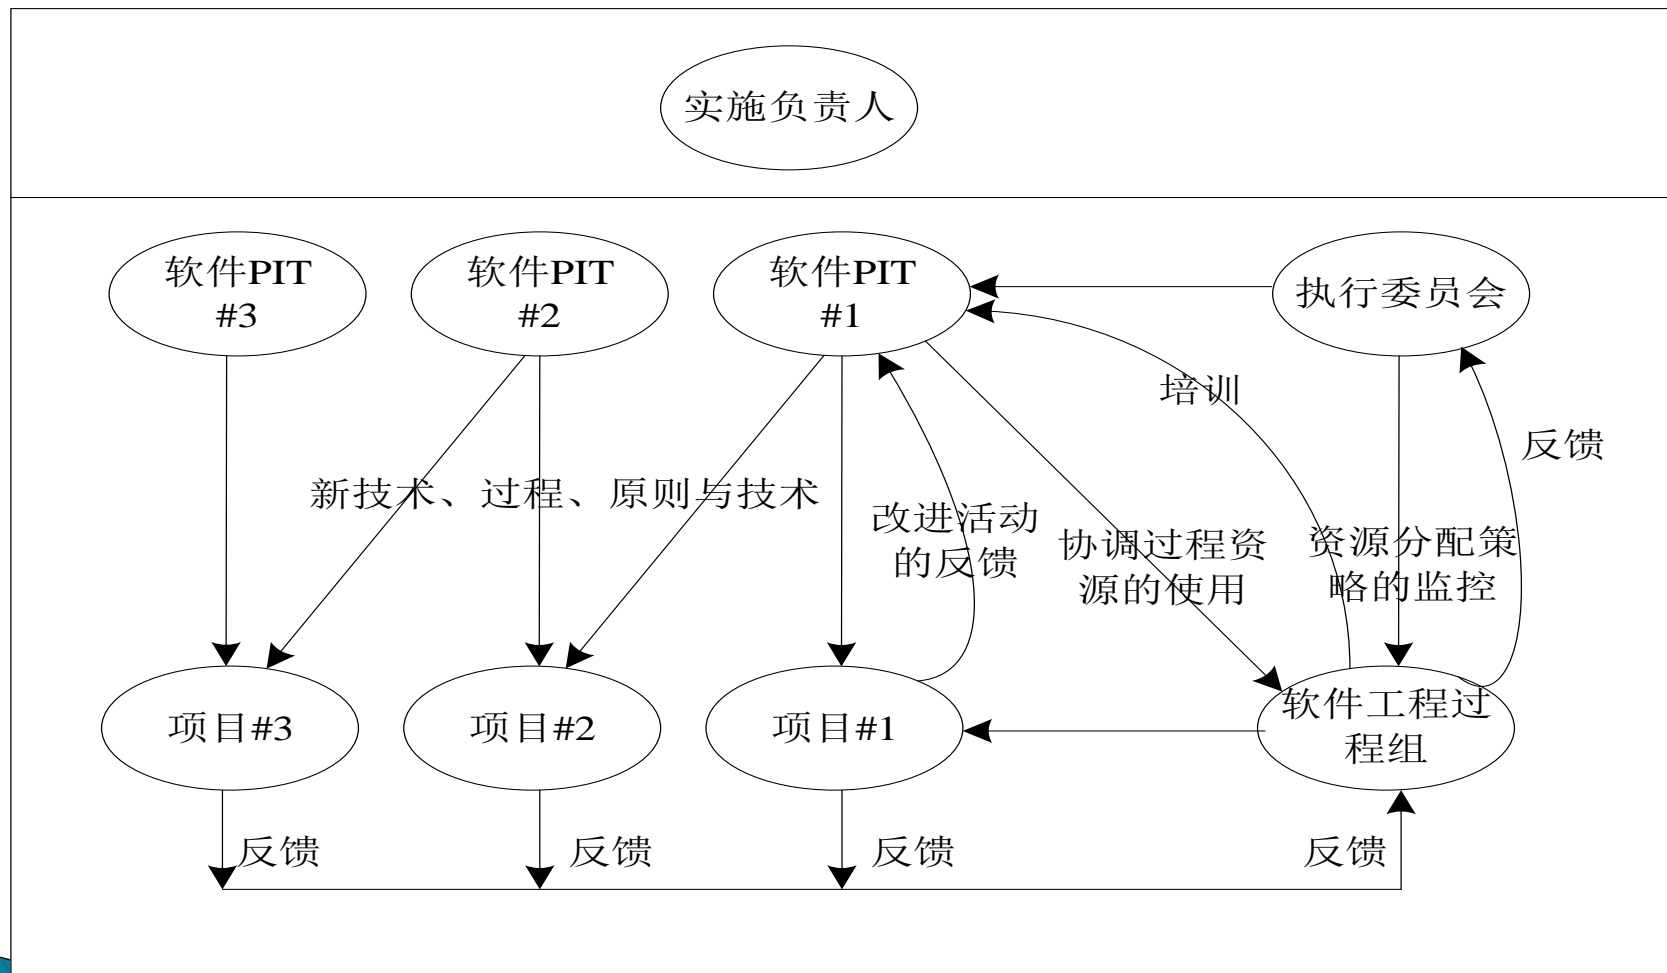 实施负责人
软件PIT
#3
软件PIT
#2
软件PIT
#1
执行委员会
培训
反馈
新技术、过程、原则与技术
改进活动
的反馈
协调过程资
源的使用
资源分配策
略的监控
项目#3
项目#2
项目#1
软件工程过
程组
反馈
反馈
反馈
反馈